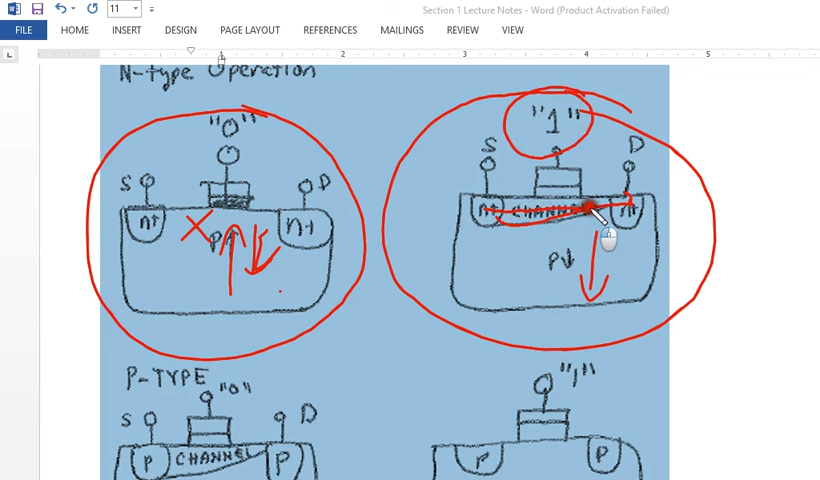 11
Section 1 Lecture Notes - Word (Product Activation Failed)
FILE HOME INSERT DESIGN PAGE LAYOUT REFERENCES MAILINGS REVIEW VIEW
1 2 3 4 5
N-type Operation
"0" "1"
S D S D
n+ n+ n+ CHANNEL n+
P↑ P↓
P-TYPE
"0" "1"
S D
P CHANNEL P P P